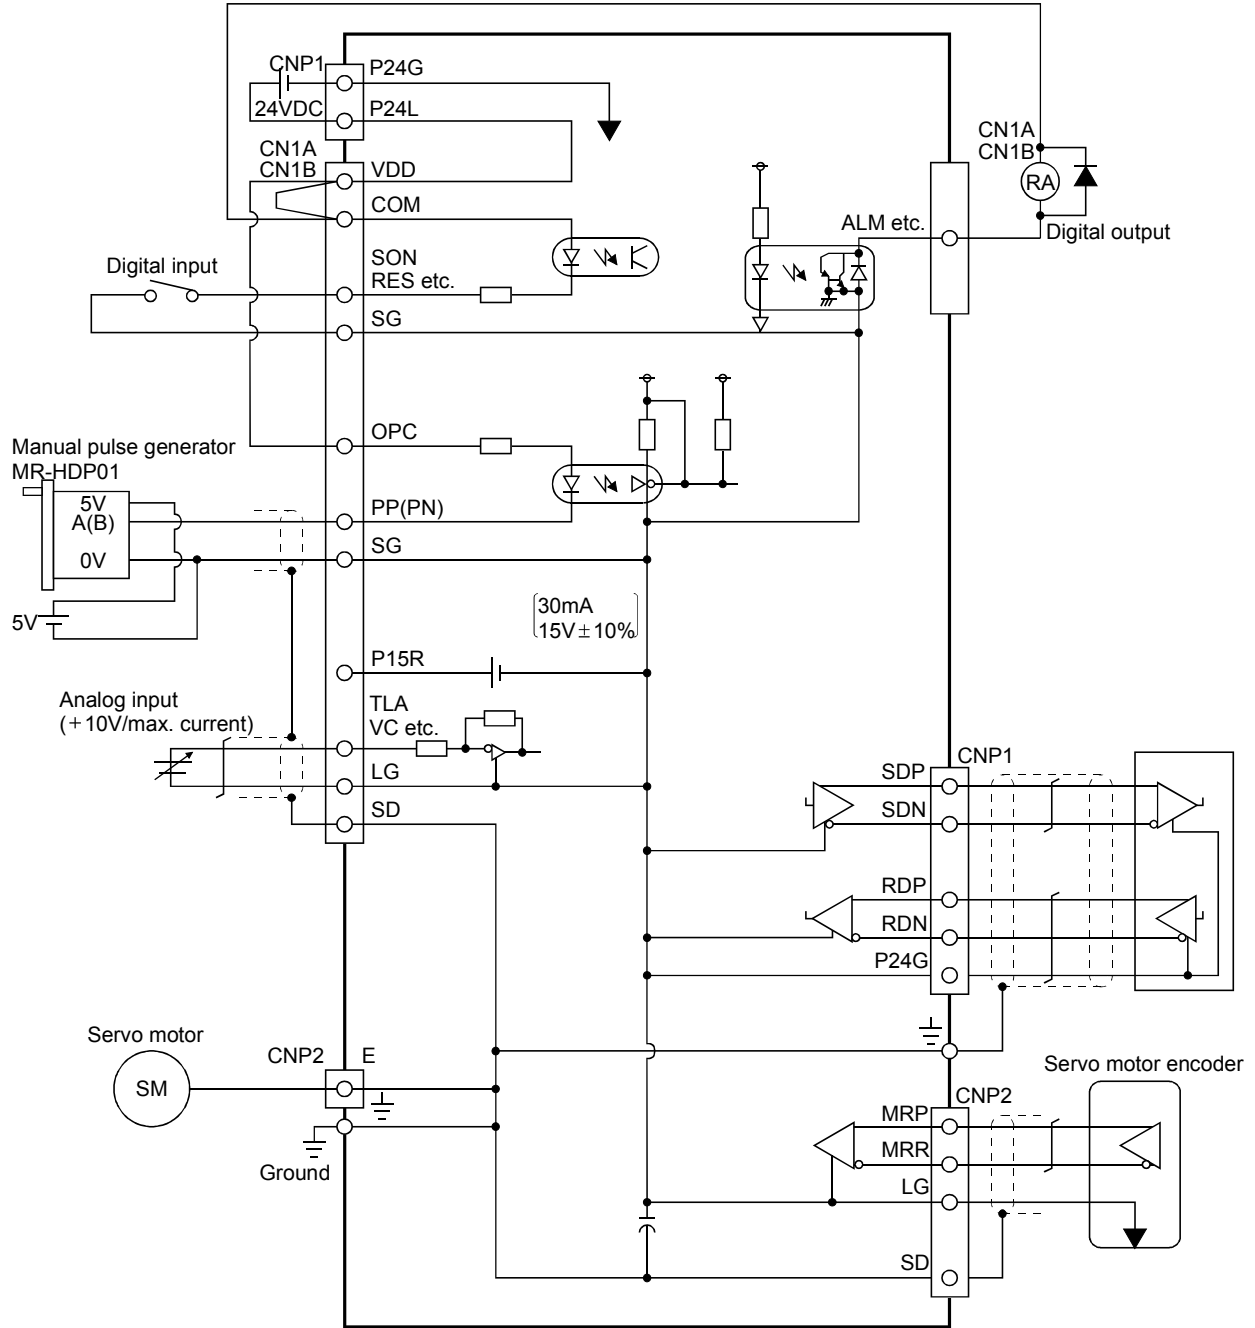 CNP1
P24G
24VDC
P24L
CN1A
CN1B
VDD
COM
CN1A
CN1B
RA
Digital output
ALM etc.
Digital input
SON
RES etc.
SG
OPC
Manual pulse generator
MR-HDP01
5V
A(B)
0V
PP(PN)
SG
5V
30mA
15V±10%
P15R
Analog input
(+10V/max. current)
TLA
VC etc.
LG
SD
CNP1
SDP
SDN
RDP
RDN
P24G
Servo motor
SM
CNP2
E
Ground
Servo motor encoder
CNP2
MRP
MRR
LG
SD